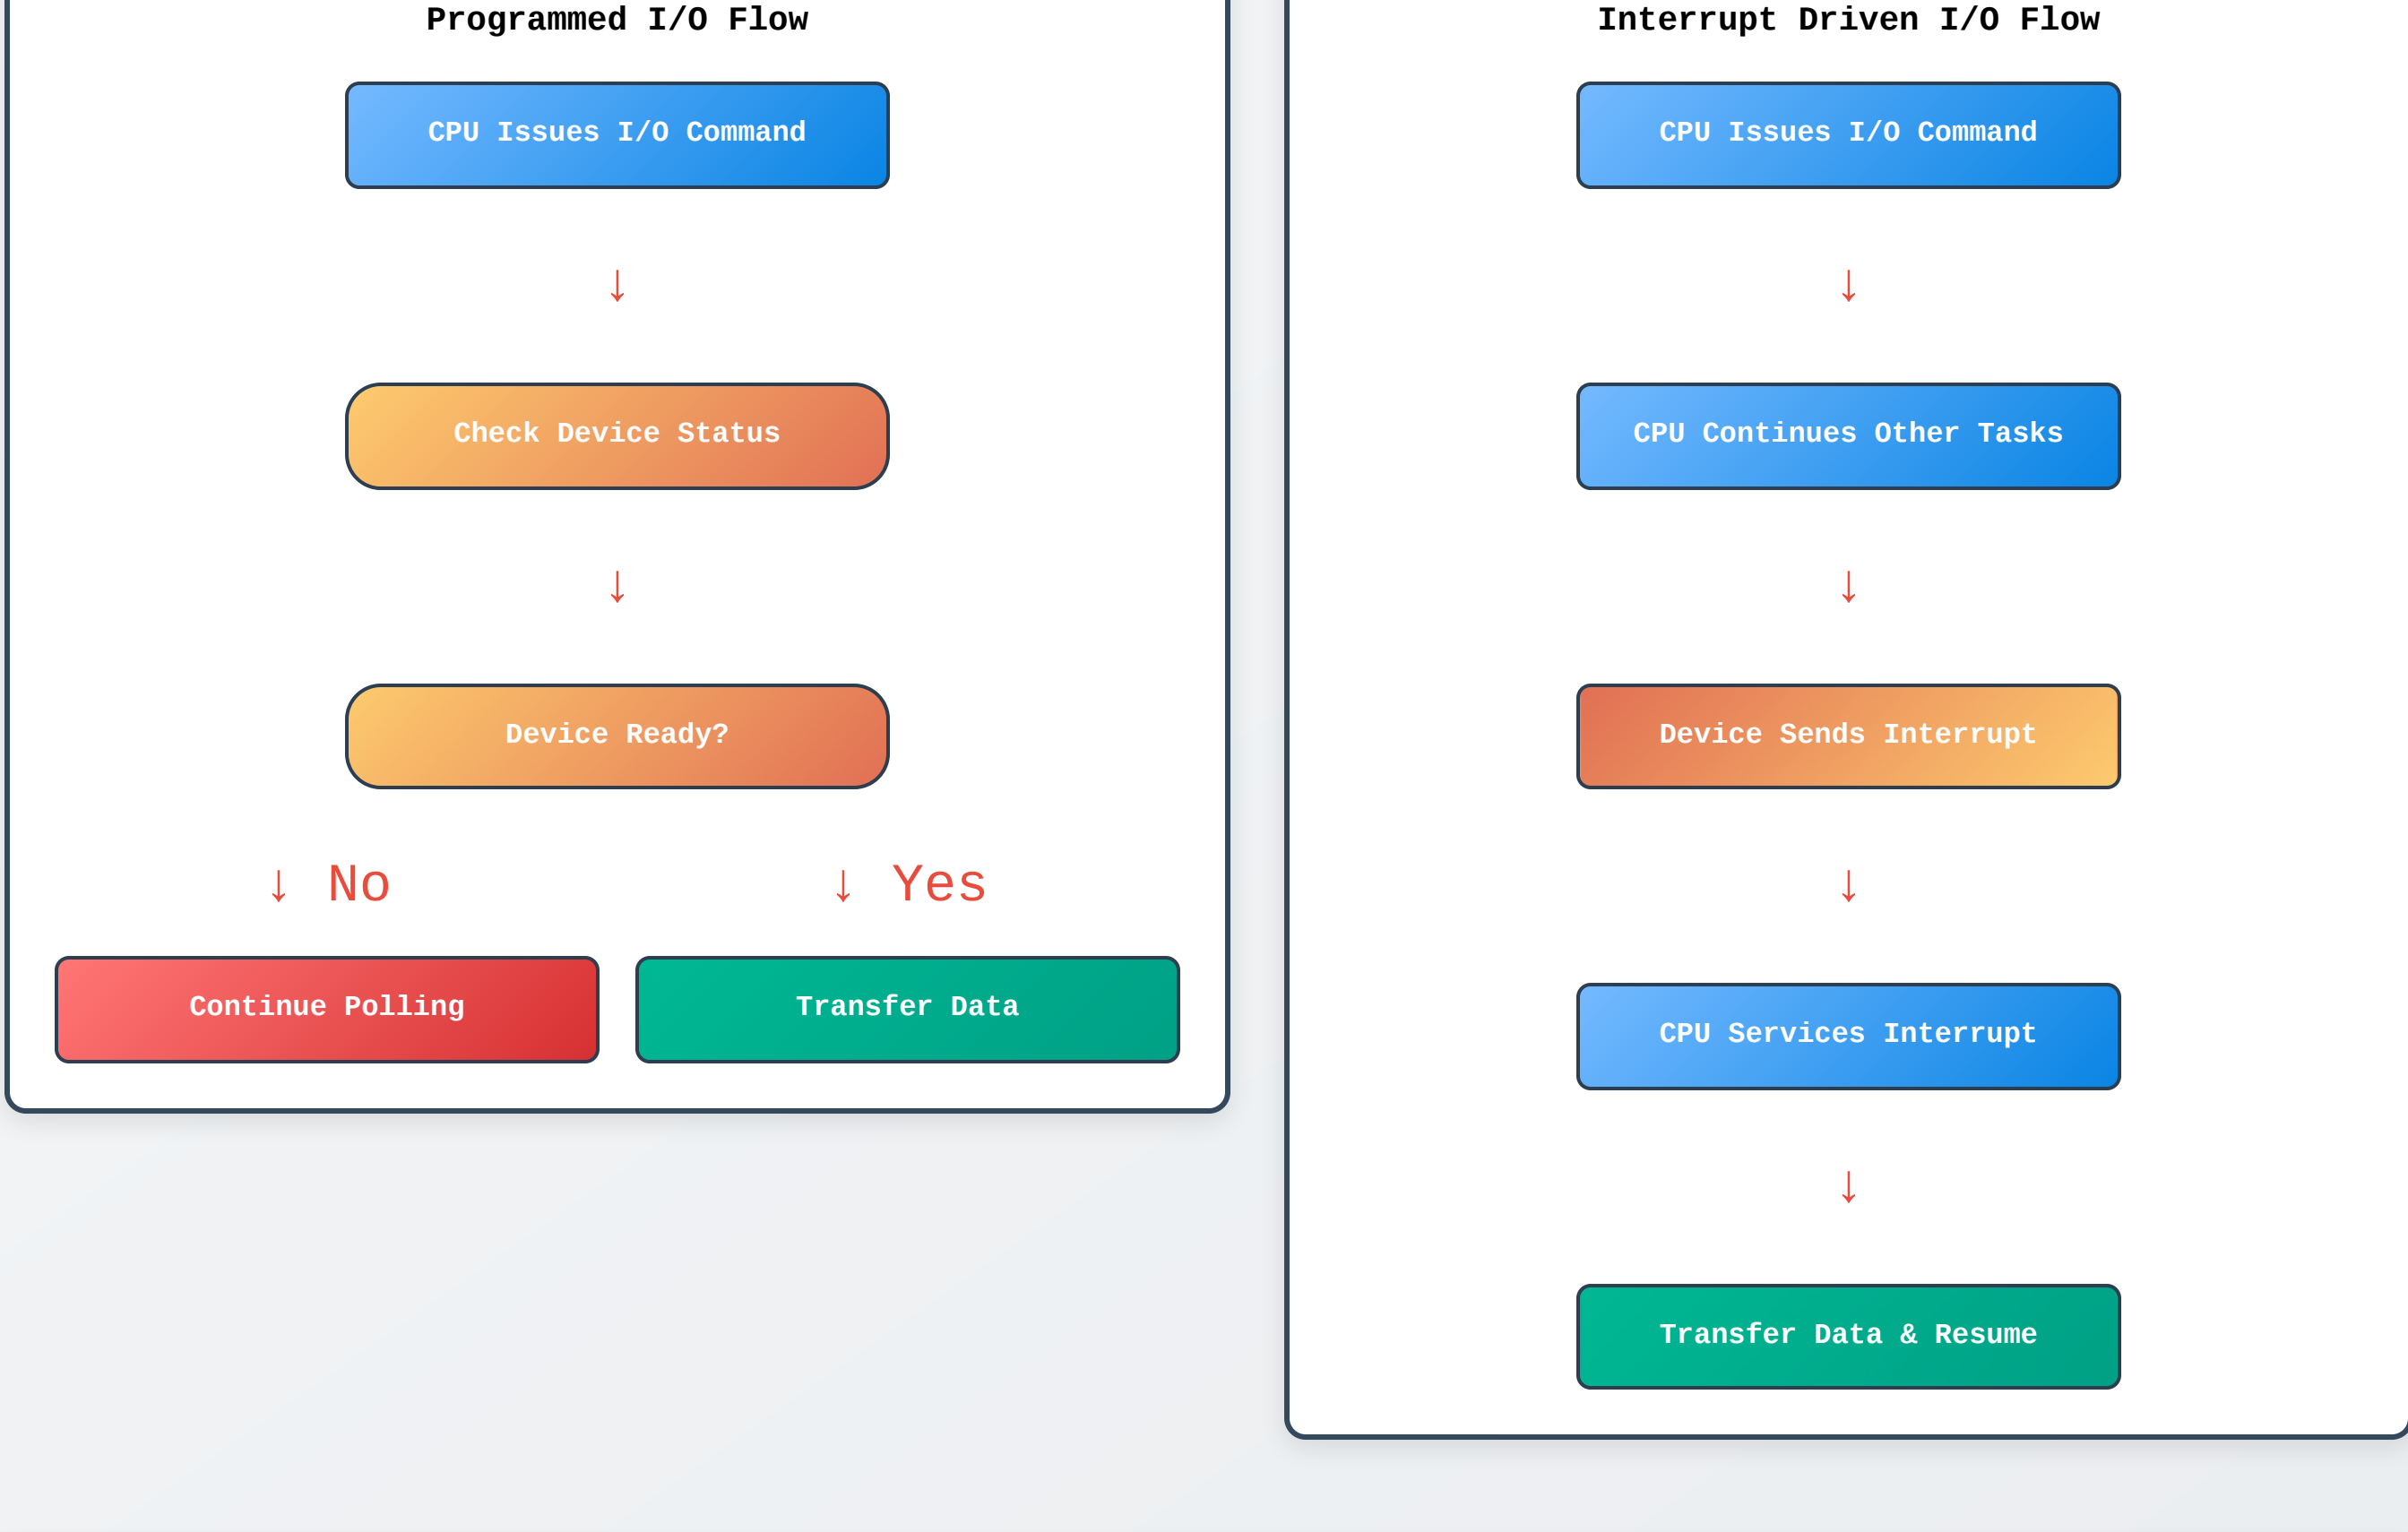 Programmed I/O Flow
CPU Issues I/O Command
↓
Check Device Status
↓
Device Ready?
↓ No
↓ Yes
Continue Polling
Transfer Data
Interrupt Driven I/O Flow
CPU Issues I/O Command
↓
CPU Continues Other Tasks
↓
Device Sends Interrupt
↓
CPU Services Interrupt
↓
Transfer Data & Resume